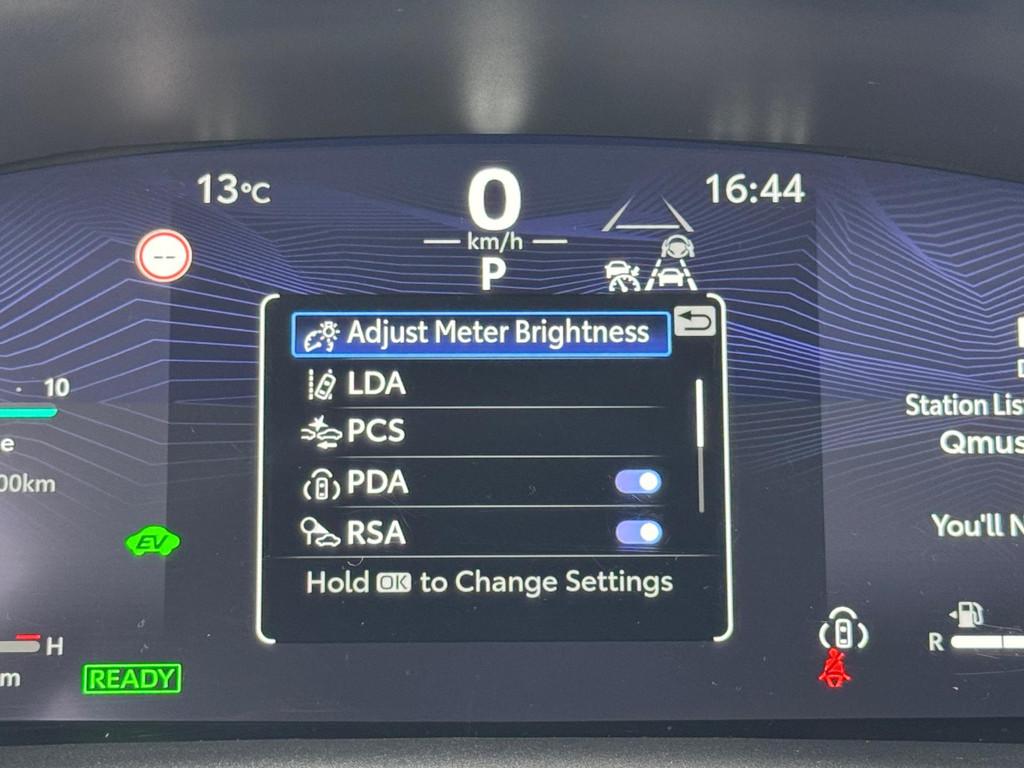 13°C
0
16:44
km/h
--
P
Adjust Meter Brightness
LDA
10
Station
PCS
Qmus
00km
PDA
RSA
You'll
EV
Hold OK to Change Settings
H
R
READY